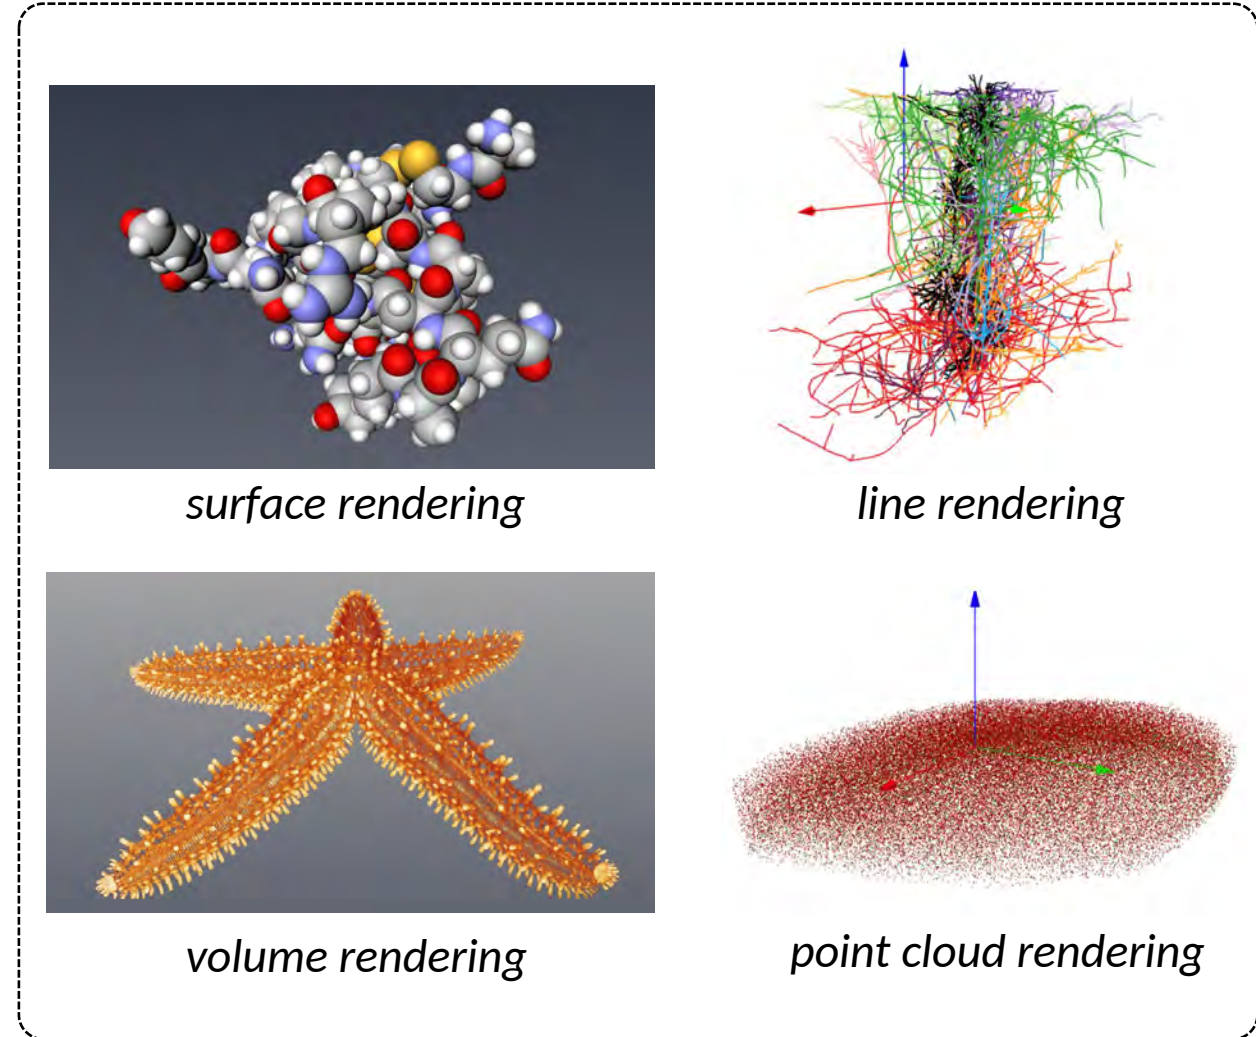 surface rendering
line rendering
volume rendering
point cloud rendering